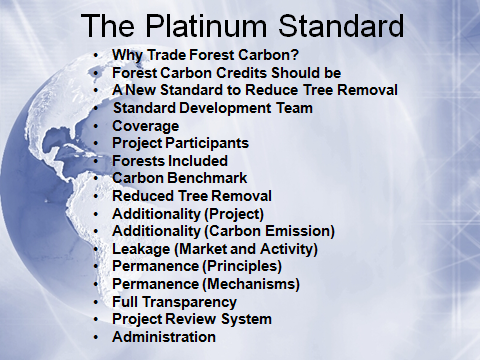 The Platinum Standard
• Why Trade Forest Carbon?
• Forest Carbon Credits Should be
• A New Standard to Reduce Tree Removal
• Standard Development Team
• Coverage
• Project Participants
• Forests Included
• Carbon Benchmark
• Reduced Tree Removal
• Additionality (Project)
• Additionality (Carbon Emission)
• Leakage (Market and Activity)
• Permanence (Principles)
• Permanence (Mechanisms)
• Full Transparency
• Project Review System
• Administration